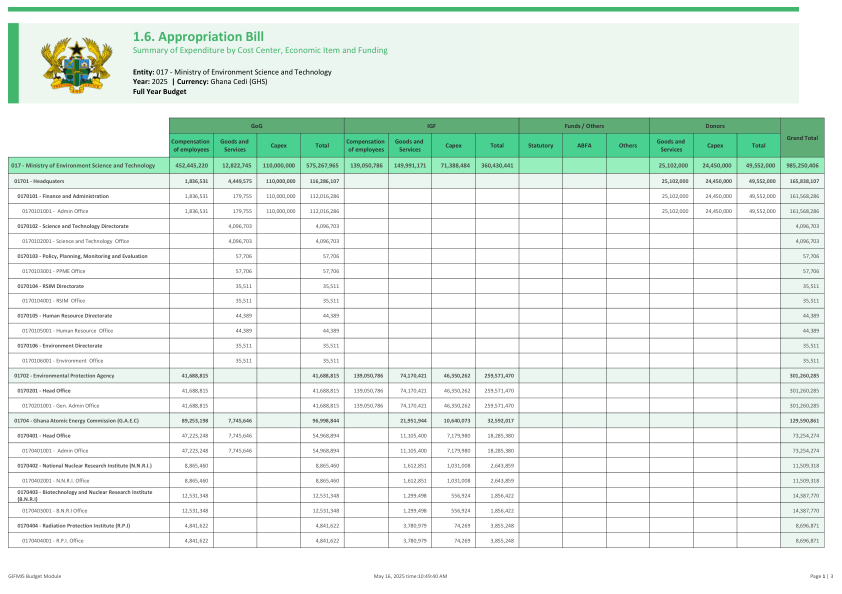 1.6. Appropriation Bill
Summary of Expenditure by Cost Center, Economic Item and Funding
Entity: 017 - Ministry of Environment Science and Technology
Year: 2025 | Currency: Ghana Cedi (GHS)
Full Year Budget
GoG IGF Funds / Others Donors Grand Total
Compensation of employees Goods and Services Capex Total Compensation of employees Goods and Services Capex Total Statutory ABFA Others Goods and Services Capex Total
017 - Ministry of Environment Science and Technology 452,445,220 12,822,745 110,000,000 575,267,965 139,050,786 149,991,171 71,388,484 360,430,441 25,102,000 24,450,000 49,552,000 985,250,406
01701 - Headquaters 1,836,531 4,449,575 110,000,000 116,286,107 25,102,000 24,450,000 49,552,000 165,838,107
0170101 - Finance and Administration 1,836,531 179,755 110,000,000 112,016,286 25,102,000 24,450,000 49,552,000 161,568,286
0170101001 - Admin Office 1,836,531 179,755 110,000,000 112,016,286 25,102,000 24,450,000 49,552,000 161,568,286
0170102 - Science and Technology Directorate 4,096,703 4,096,703 4,096,703
0170102001 - Science and Technology Office 4,096,703 4,096,703 4,096,703
0170103 - Policy, Planning, Monitoring and Evaluation 57,706 57,706 57,706
0170103001 - PPME Office 57,706 57,706 57,706
0170104 - RSIM Directorate 35,511 35,511 35,511
0170104001 - RSIM Office 35,511 35,511 35,511
0170105 - Human Resource Directorate 44,389 44,389 44,389
0170105001 - Human Resource Office 44,389 44,389 44,389
0170106 - Environment Directorate 35,511 35,511 35,511
0170106001 - Environment Office 35,511 35,511 35,511
01702 - Environmental Protection Agency 41,688,815 41,688,815 139,050,786 74,170,421 46,350,262 259,571,470 301,260,285
0170201 - Head Office 41,688,815 41,688,815 139,050,786 74,170,421 46,350,262 259,571,470 301,260,285
0170201001 - Gen. Admin Office 41,688,815 41,688,815 139,050,786 74,170,421 46,350,262 259,571,470 301,260,285
01704 - Ghana Atomic Energy Commission (G.A.E.C) 89,253,198 7,745,646 96,998,844 21,951,944 10,640,073 32,592,017 129,590,861
0170401 - Head Office 47,223,248 7,745,646 54,968,894 11,105,400 7,179,980 18,285,380 73,254,274
0170401001 - Admin Office 47,223,248 7,745,646 54,968,894 11,105,400 7,179,980 18,285,380 73,254,274
0170402 - National Nuclear Research Institute (N.N.R.I.) 8,865,460 8,865,460 1,612,851 1,031,008 2,643,859 11,509,318
0170402001 - N.N.R.I. Office 8,865,460 8,865,460 1,612,851 1,031,008 2,643,859 11,509,318
0170403 - Biotechnology and Nuclear Research Institute
(B.N.R.I) 12,531,348 12,531,348 1,299,498 556,924 1,856,422 14,387,770
0170403001 - B.N.R.I Office 12,531,348 12,531,348 1,299,498 556,924 1,856,422 14,387,770
0170404 - Radiation Protection Institute (R.P.I) 4,841,622 4,841,622 3,780,979 74,269 3,855,248 8,696,871
0170404001 - R.P.I. Office 4,841,622 4,841,622 3,780,979 74,269 3,855,248 8,696,871
GIFMIS Budget Module May 16, 2025 time:10:49:40 AM Page 1 | 3